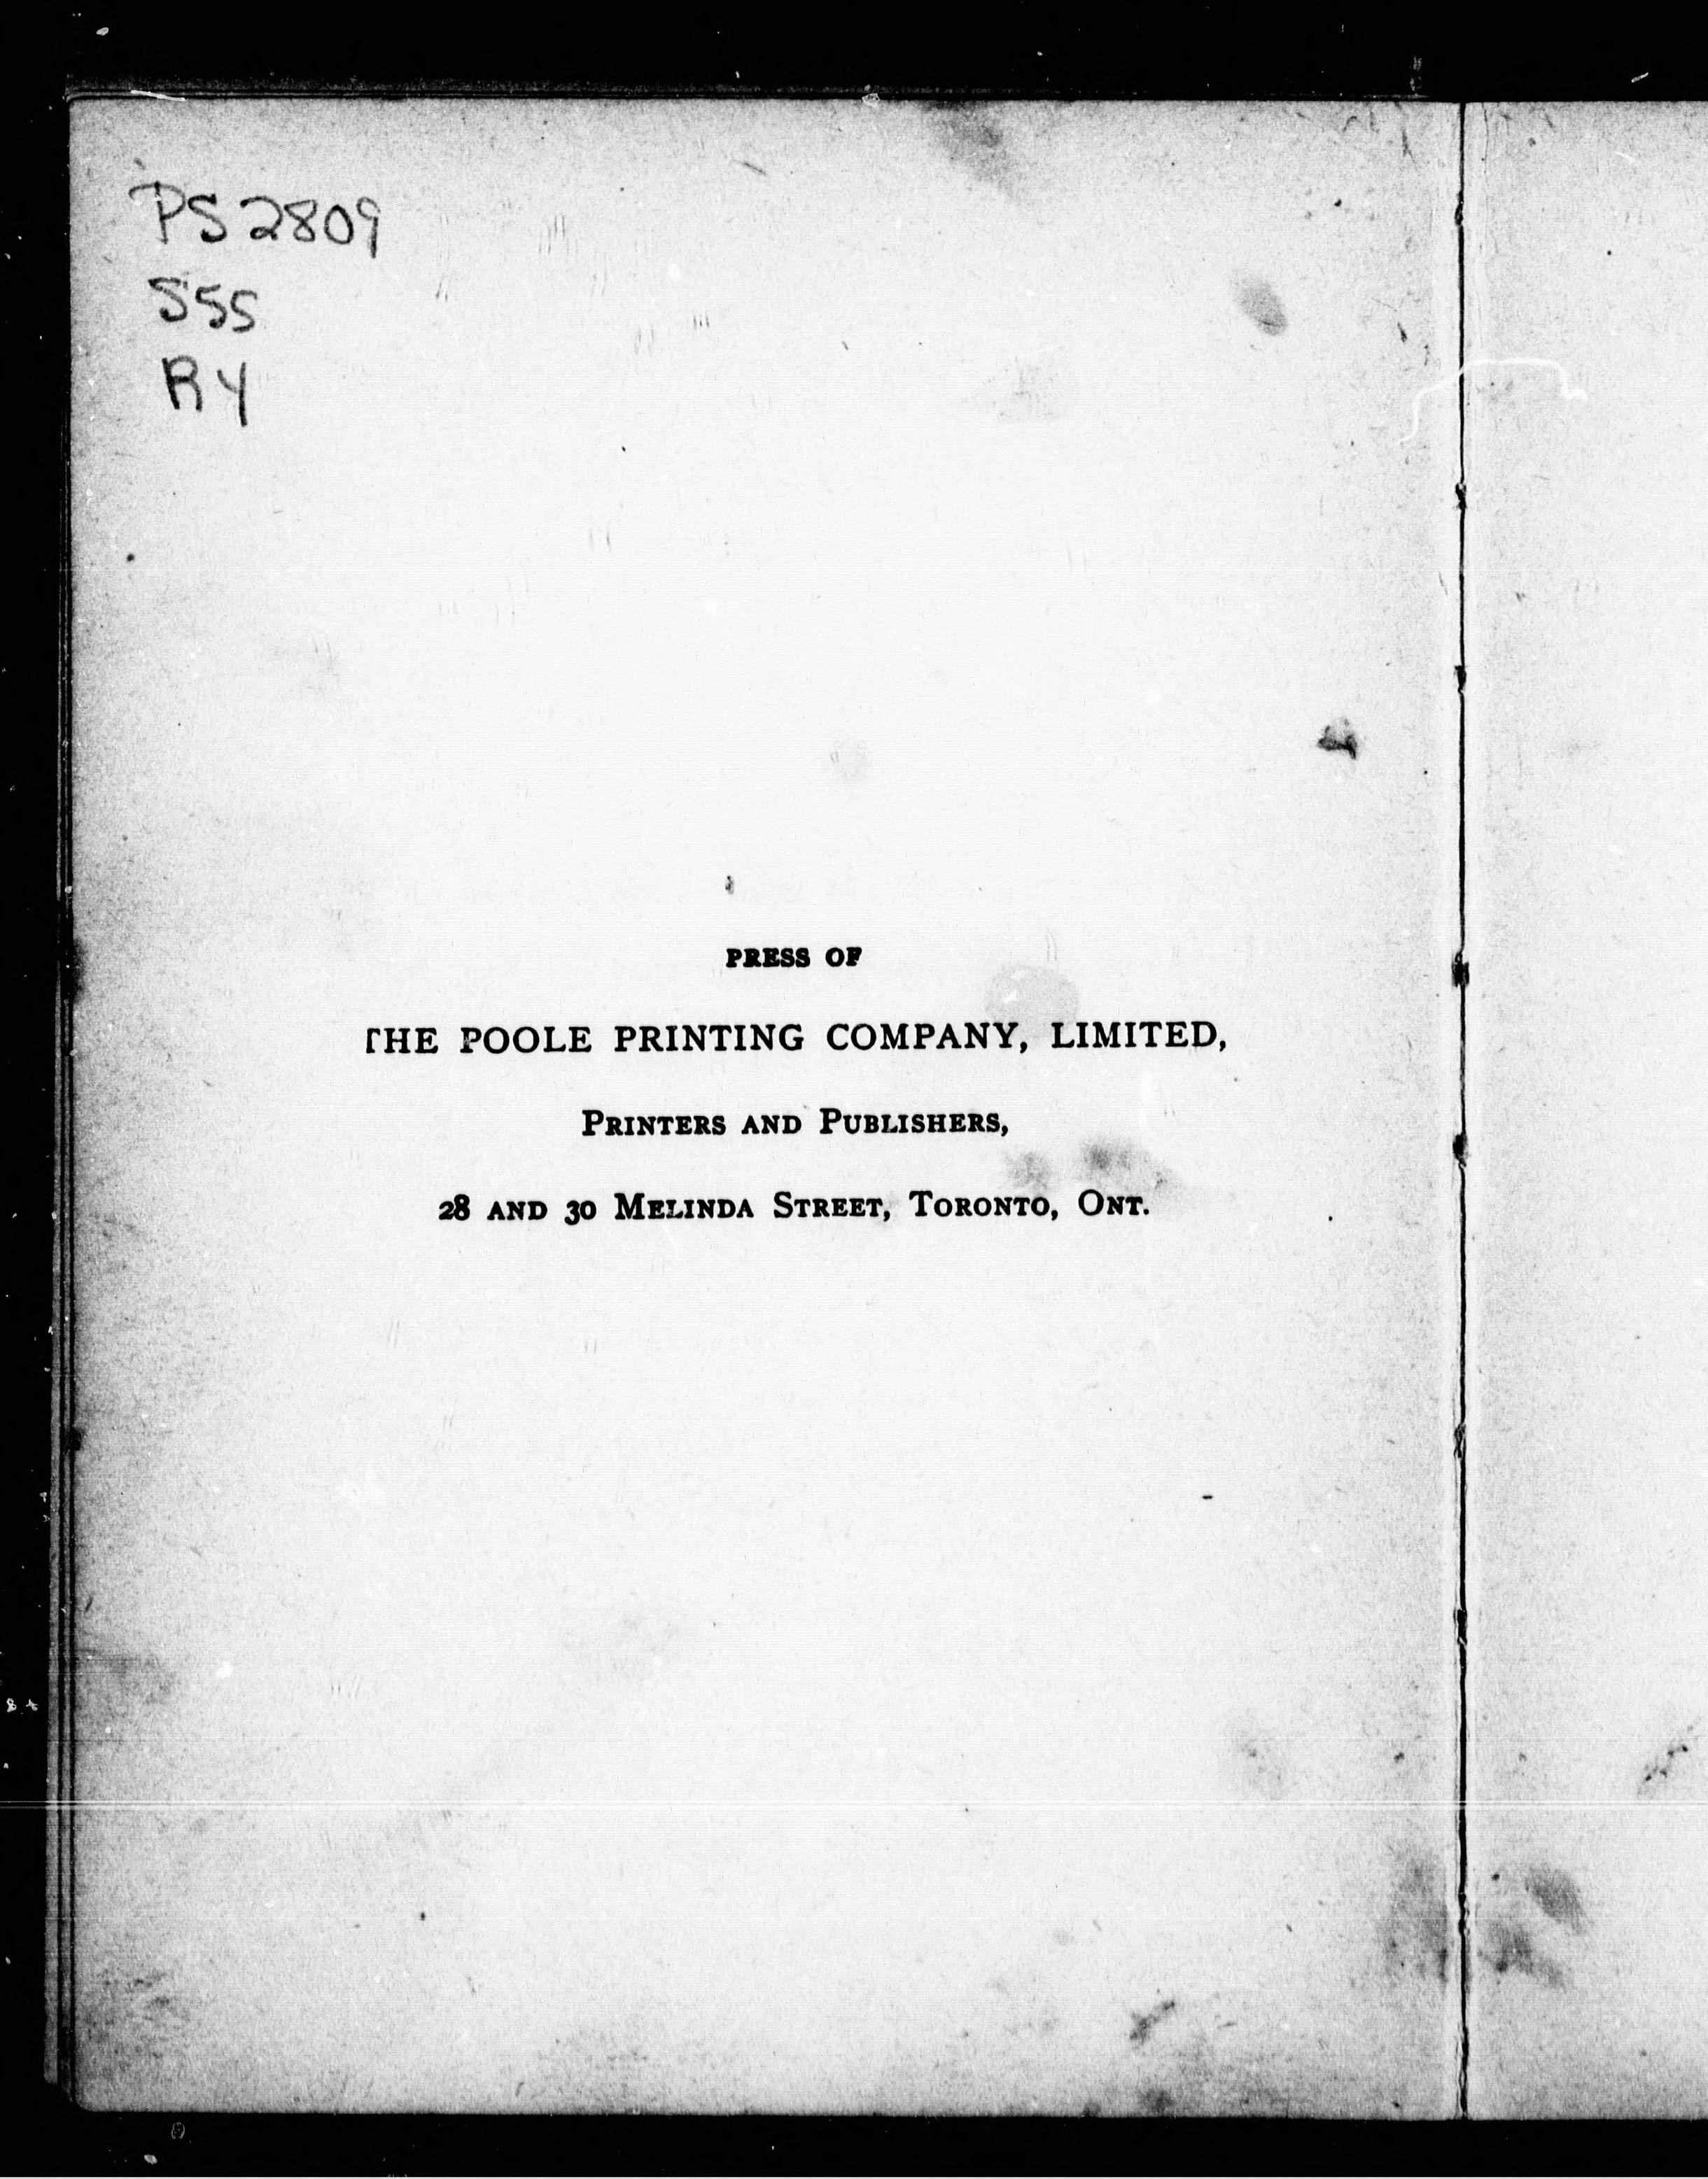 PS2809
S55
R4
PRESS OF
THE POOLE PRINTING COMPANY, LIMITED,
PRINTERS AND PUBLISHERS,
28 AND 30 MELINDA STREET, TORONTO, ONT.